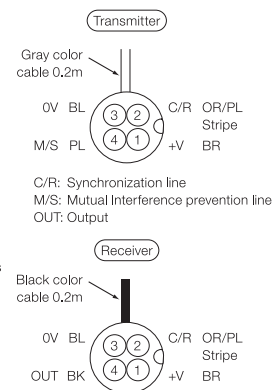 Transmitter
Gray color
cable 0.2m
0V BL 3 2 C/R OR/PL
Stripe
M/S PL 4 1 +V BR
C/R: Synchronization line
M/S: Mutual Interference prevention line
OUT: Output
Receiver
s
Black color
cable 0.2m
0V BL 3 2 C/R OR/PL
Stripe
OUT BK 4 1 +V BR